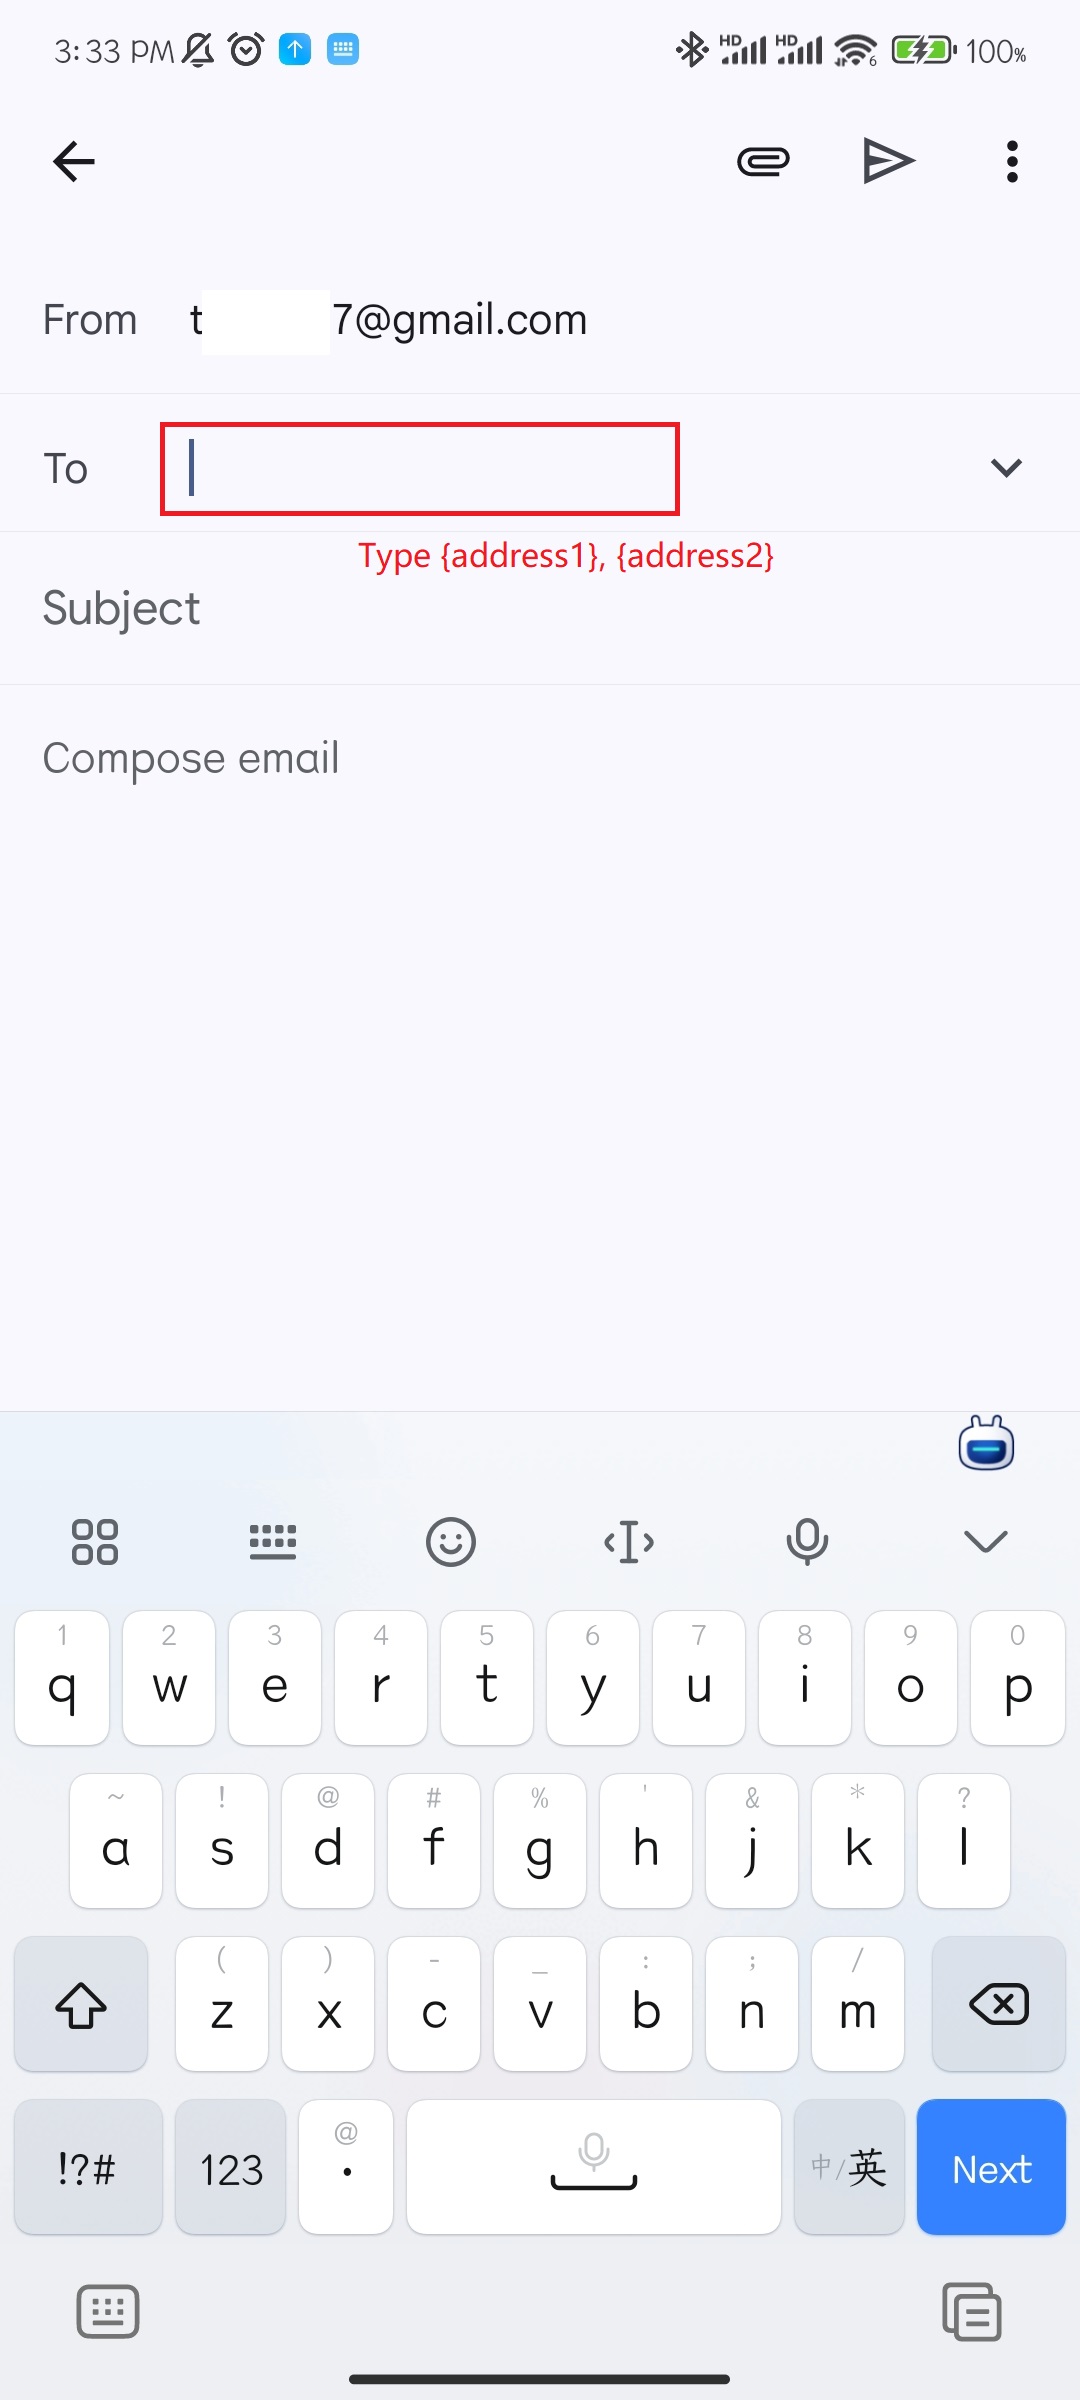 3:33 PM HD HD 6 100%
From t 7@gmail.com
To
Type {address1}, {address2}
Subject
Compose email
1 2 3 4 5 6 7 8 9 0
q w e r t y u i o p
~ ! @ # % ' & * ?
a s d f g h j k l
( ) - _ : ; /
z x c v b n m
@
!?# 123 . 中/英 Next